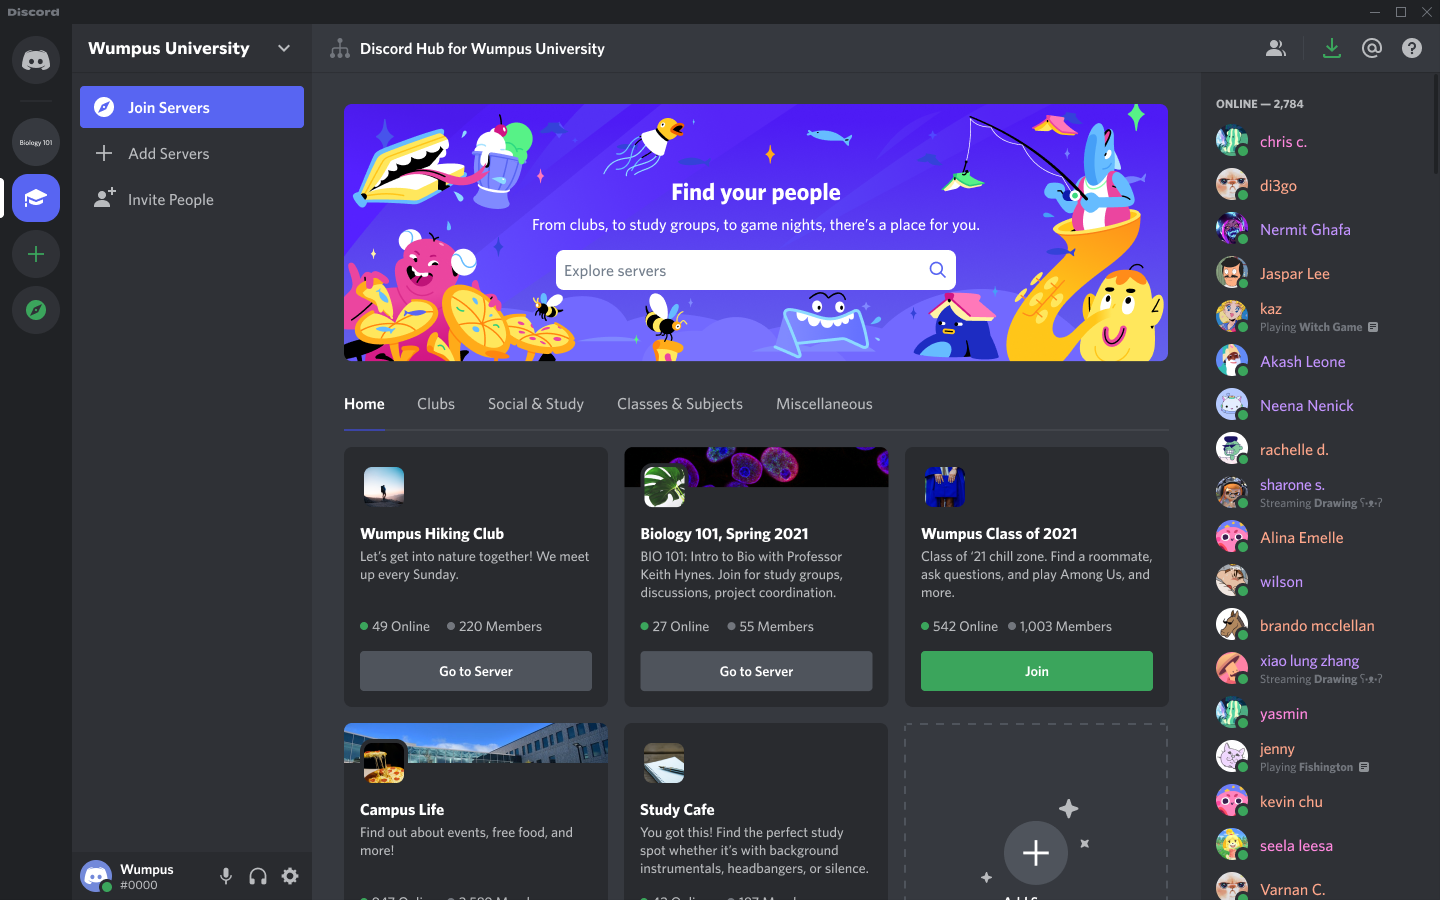 Discord
Wumpus University
Discord Hub for Wumpus University
Join Servers
Add Servers
Invite People
Biology 101
Wumpus
#0000
Find your people
From clubs, to study groups, to game nights, there's a place for you.
Explore servers
Home
Clubs
Social & Study
Classes & Subjects
Miscellaneous
Wumpus Hiking Club
Let's get into nature together! We meet
up every Sunday.
49 Online
220 Members
Go to Server
Biology 101, Spring 2021
BIO 101: Intro to Bio with Professor
Keith Hynes. Join for study groups,
discussions, project coordination.
27 Online
55 Members
Go to Server
Wumpus Class of 2021
Class of '21 chill zone. Find a roommate,
ask questions, and play Among Us, and
more.
542 Online
1,003 Members
Join
Campus Life
Find out about events, free food, and
more!
Study Cafe
You got this! Find the perfect study
spot whether it's with background
instrumentals, headbangers, or silence.
ONLINE — 2,784
chris c.
di3go
Nermit Ghafa
Jaspar Lee
kaz
Playing Witch Game
Akash Leone
Neena Nenick
rachelle d.
sharone s.
Streaming Drawing ʕ•ᴥ•ʔ
Alina Emelle
wilson
brando mcclellan
xiao lung zhang
Streaming Drawing ʕ•ᴥ•ʔ
yasmin
jenny
Playing Fishington
kevin chu
seela leesa
Varnan C.